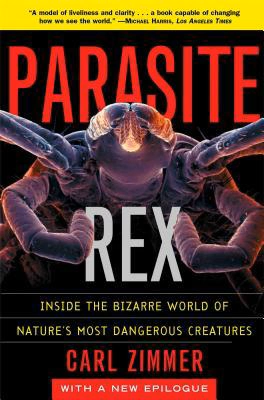 "A model of liveliness and clarity . . . a book capable of changing
how we see the world." —Michael Harris, Los Angeles Times
PARASITE
REX
INSIDE THE BIZARRE WORLD OF
NATURE'S MOST DANGEROUS CREATURES
CARL ZIMMER
WITH A NEW EPILOGUE